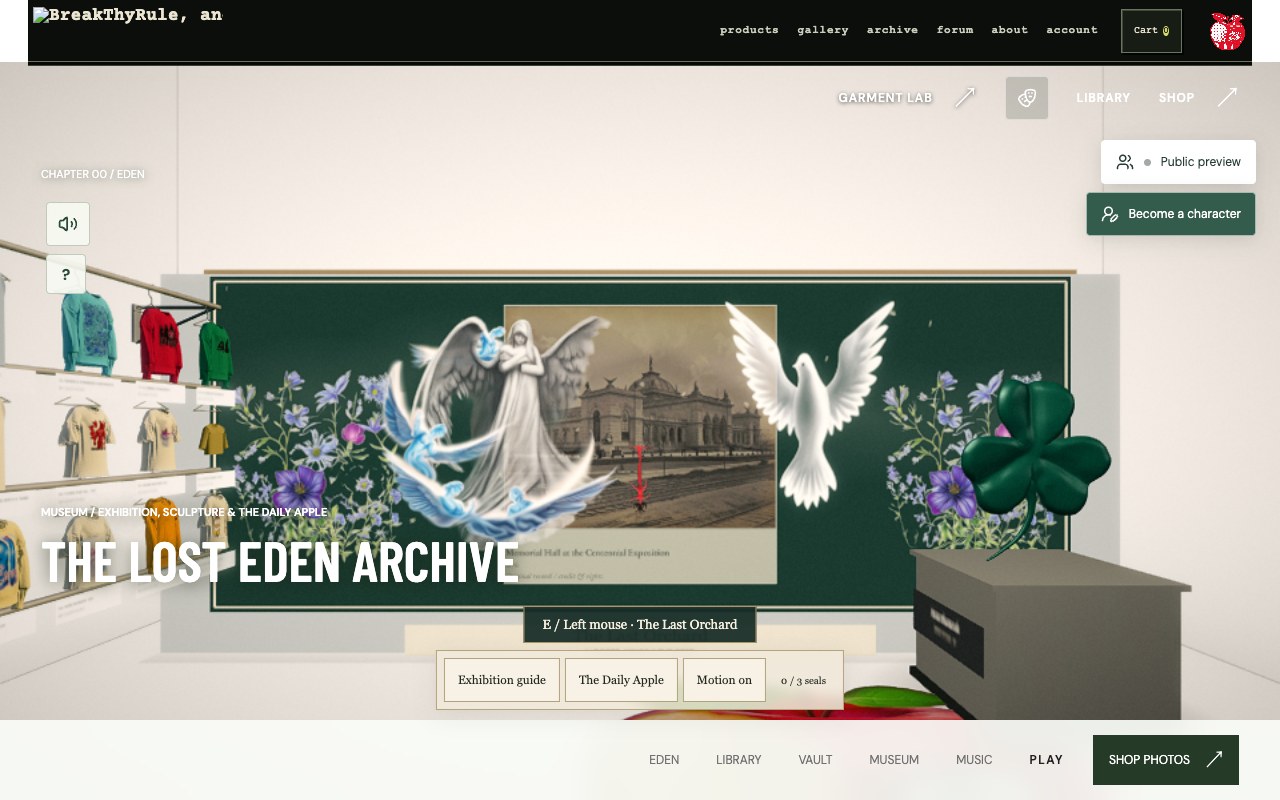 BreakThyRule, an
products gallery archive forum about account Cart 0
GARMENT LAB LIBRARY SHOP
CHAPTER 00 / EDEN
Public preview
Become a character
?
MUSEUM / EXHIBITION, SCULPTURE & THE DAILY APPLE
THE LOST EDEN ARCHIVE
Memorial Hall at the Centennial Exposition
record / credit & rights
E / Left mouse · The Last Orchard
Exhibition guide The Daily Apple Motion on 0 / 3 seals
EDEN LIBRARY VAULT MUSEUM MUSIC PLAY SHOP PHOTOS